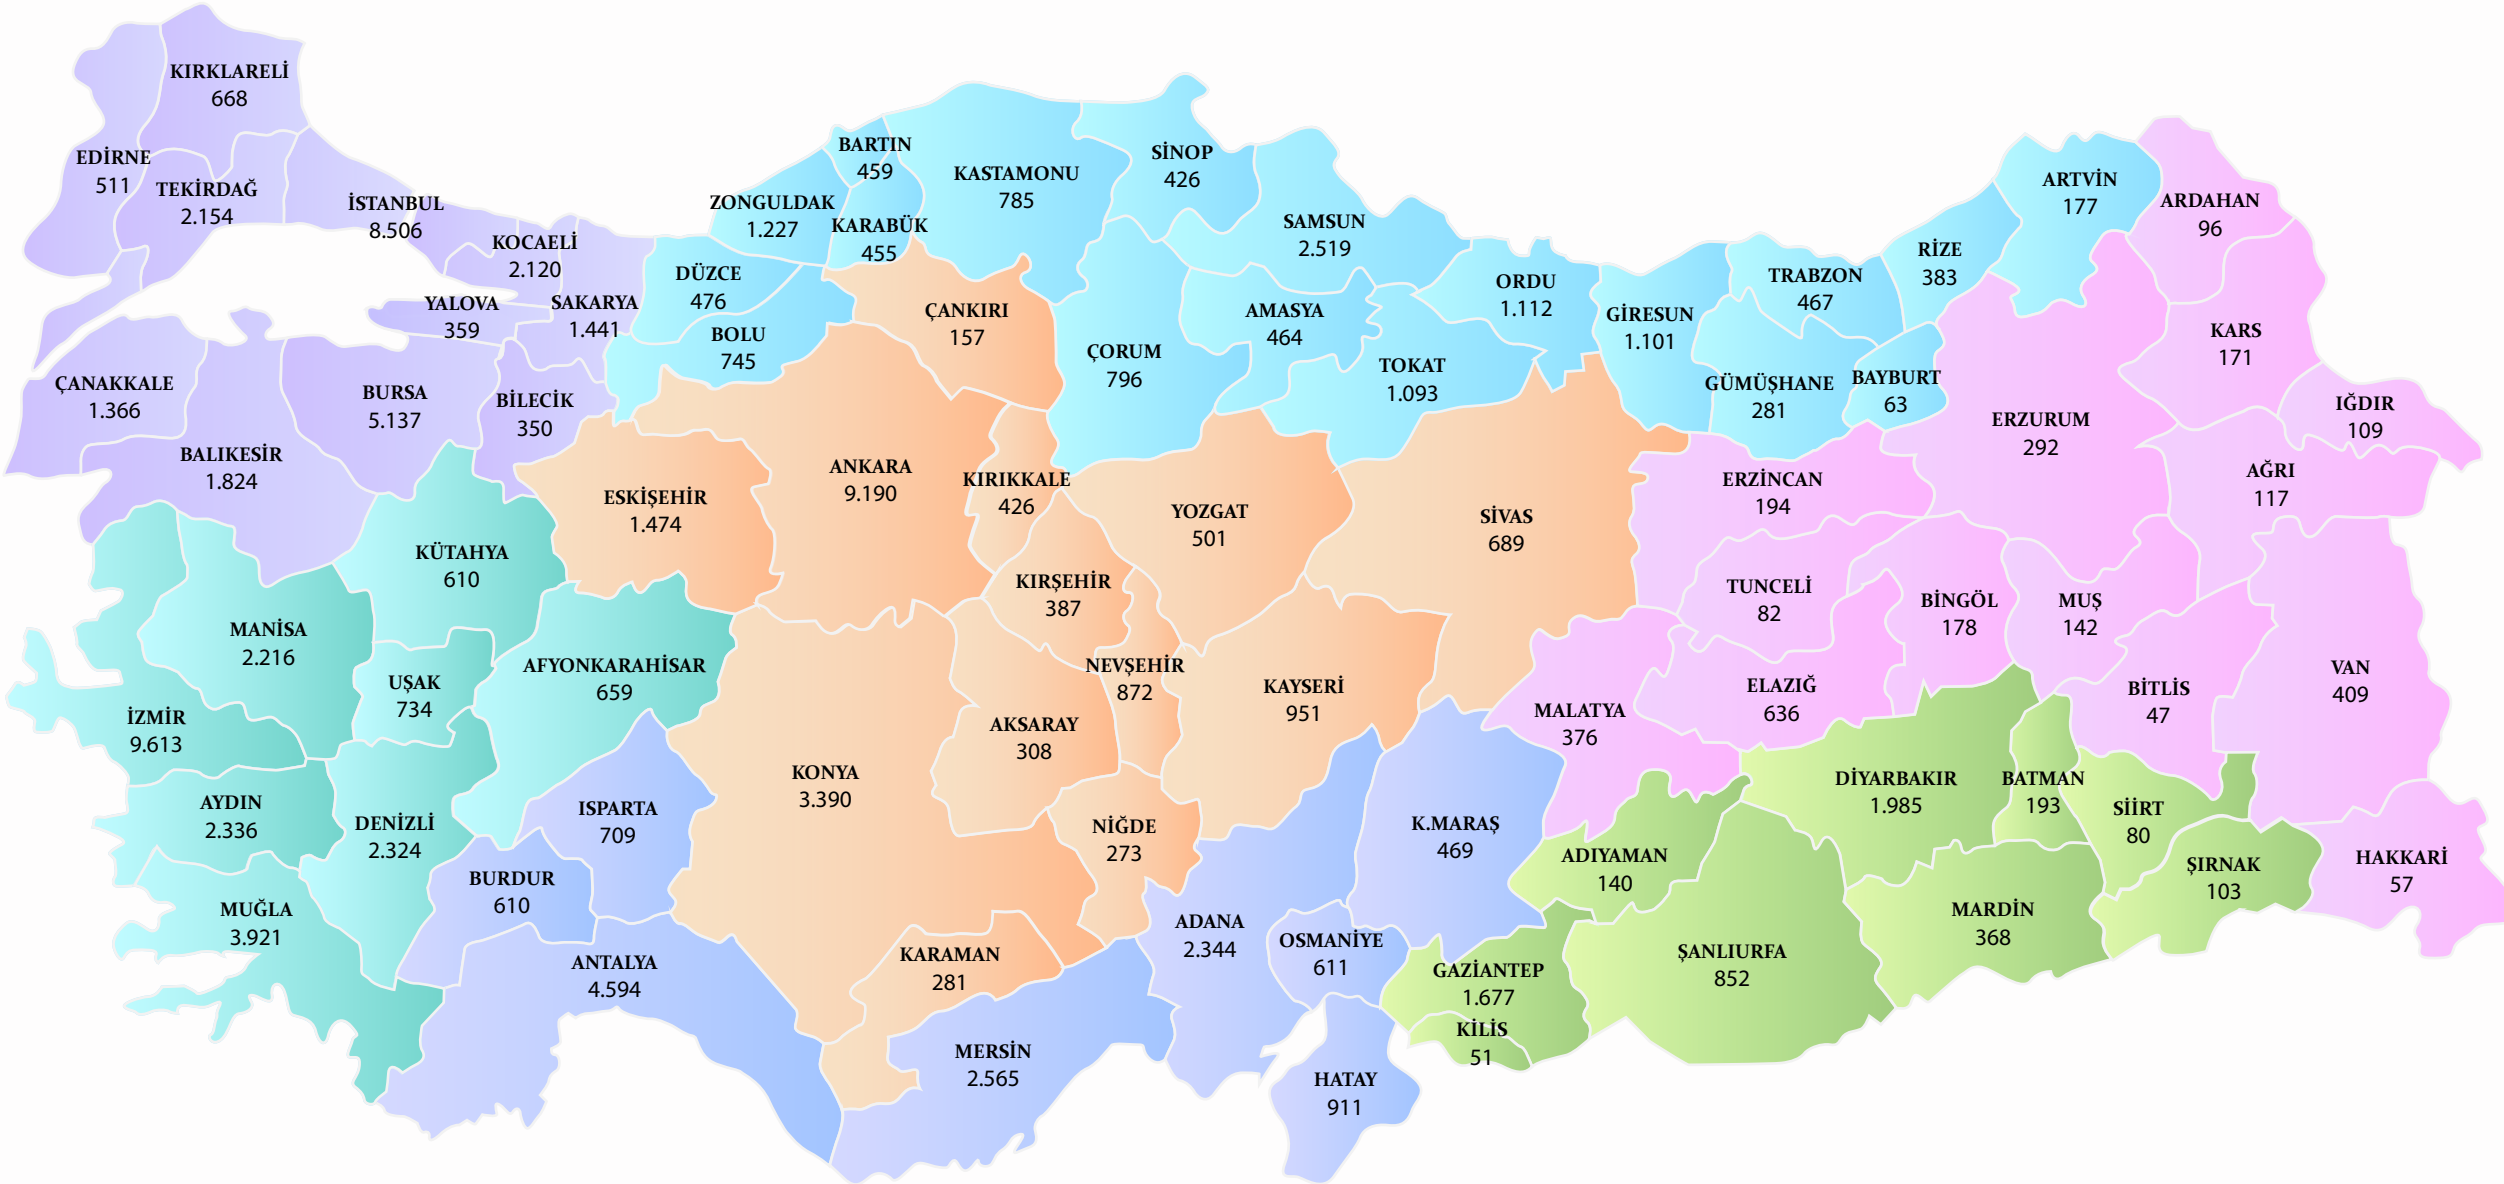 KIRKLARELİ
668
EDİRNE
511
TEKİRDAĞ
2.154
İSTANBUL
8.506
KOCAELİ
2.120
YALOVA
359
SAKARYA
1.441
ÇANAKKALE
1.366
BALIKESİR
1.824
BURSA
5.137
BİLECİK
350
DÜZCE
476
BOLU
745
ZONGULDAK
1.227
BARTIN
459
KARABÜK
455
KASTAMONU
785
SİNOP
426
SAMSUN
2.519
ÇORUM
796
AMASYA
464
TOKAT
1.093
ORDU
1.112
GİRESUN
1.101
TRABZON
467
GÜMÜŞHANE
281
BAYBURT
63
RİZE
383
ARTVİN
177
ARDAHAN
96
KARS
171
IĞDIR
109
AĞRI
117
ERZURUM
292
ERZİNCAN
194
TUNCELİ
82
BİNGÖL
178
MUŞ
142
BİTLİS
47
VAN
409
HAKKARİ
57
ELAZIĞ
636
MALATYA
376
ÇANKIRI
157
ANKARA
9.190
KIRIKKALE
426
ESKİŞEHİR
1.474
YOZGAT
501
SİVAS
689
KIRŞEHİR
387
NEVŞEHİR
872
KAYSERİ
951
AKSARAY
308
KONYA
3.390
NİĞDE
273
KARAMAN
281
KÜTAHYA
610
MANİSA
2.216
UŞAK
734
AFYONKARAHİSAR
659
İZMİR
9.613
AYDIN
2.336
DENİZLİ
2.324
MUĞLA
3.921
ISPARTA
709
BURDUR
610
ANTALYA
4.594
MERSİN
2.565
ADANA
2.344
OSMANİYE
611
HATAY
911
K.MARAŞ
469
ADIYAMAN
140
GAZİANTEP
1.677
KİLİS
51
ŞANLIURFA
852
DİYARBAKIR
1.985
BATMAN
193
SİİRT
80
ŞIRNAK
103
MARDİN
368